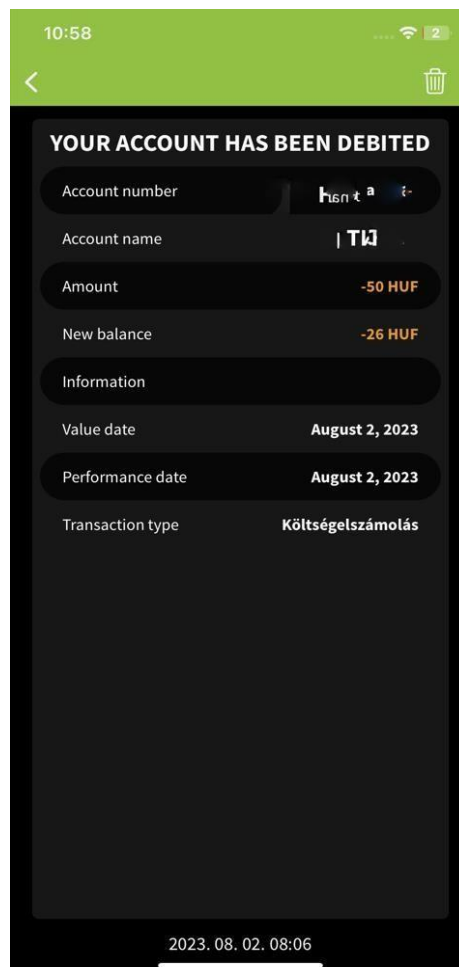 10:58
2
YOUR ACCOUNT HAS BEEN DEBITED
Account number
Account name
Amount -50 HUF
New balance -26 HUF
Information
Value date August 2, 2023
Performance date August 2, 2023
Transaction type Költségelszámolás
2023. 08. 02. 08:06